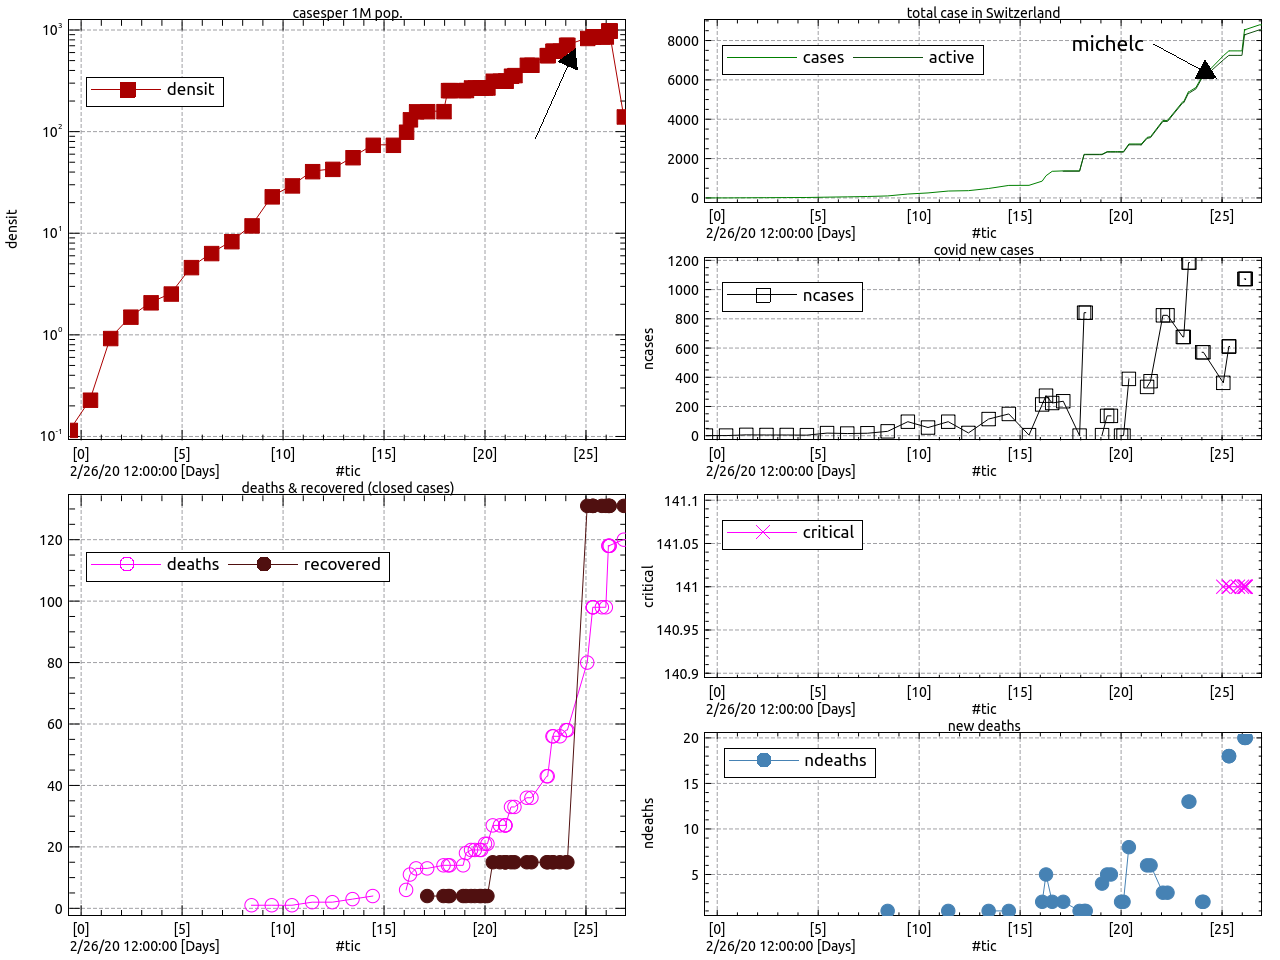 casesper 1M pop.
densit
10³
10²
10¹
10⁰
10⁻¹
densit
[0] [5] [10] [15] [20] [25]
2/26/20 12:00:00 [Days]
#tic
total case in Switzerland
cases active
michelc
8000
6000
4000
2000
0
[0] [5] [10] [15] [20] [25]
2/26/20 12:00:00 [Days]
#tic
covid new cases
ncases
1200
1000
800
600
400
200
0
ncases
[0] [5] [10] [15] [20] [25]
2/26/20 12:00:00 [Days]
#tic
deaths & recovered (closed cases)
deaths recovered
120
100
80
60
40
20
0
[0] [5] [10] [15] [20] [25]
2/26/20 12:00:00 [Days]
#tic
critical
141.1
141.05
141
140.95
140.9
critical
[0] [5] [10] [15] [20] [25]
2/26/20 12:00:00 [Days]
#tic
new deaths
ndeaths
20
15
10
5
ndeaths
[0] [5] [10] [15] [20] [25]
2/26/20 12:00:00 [Days]
#tic